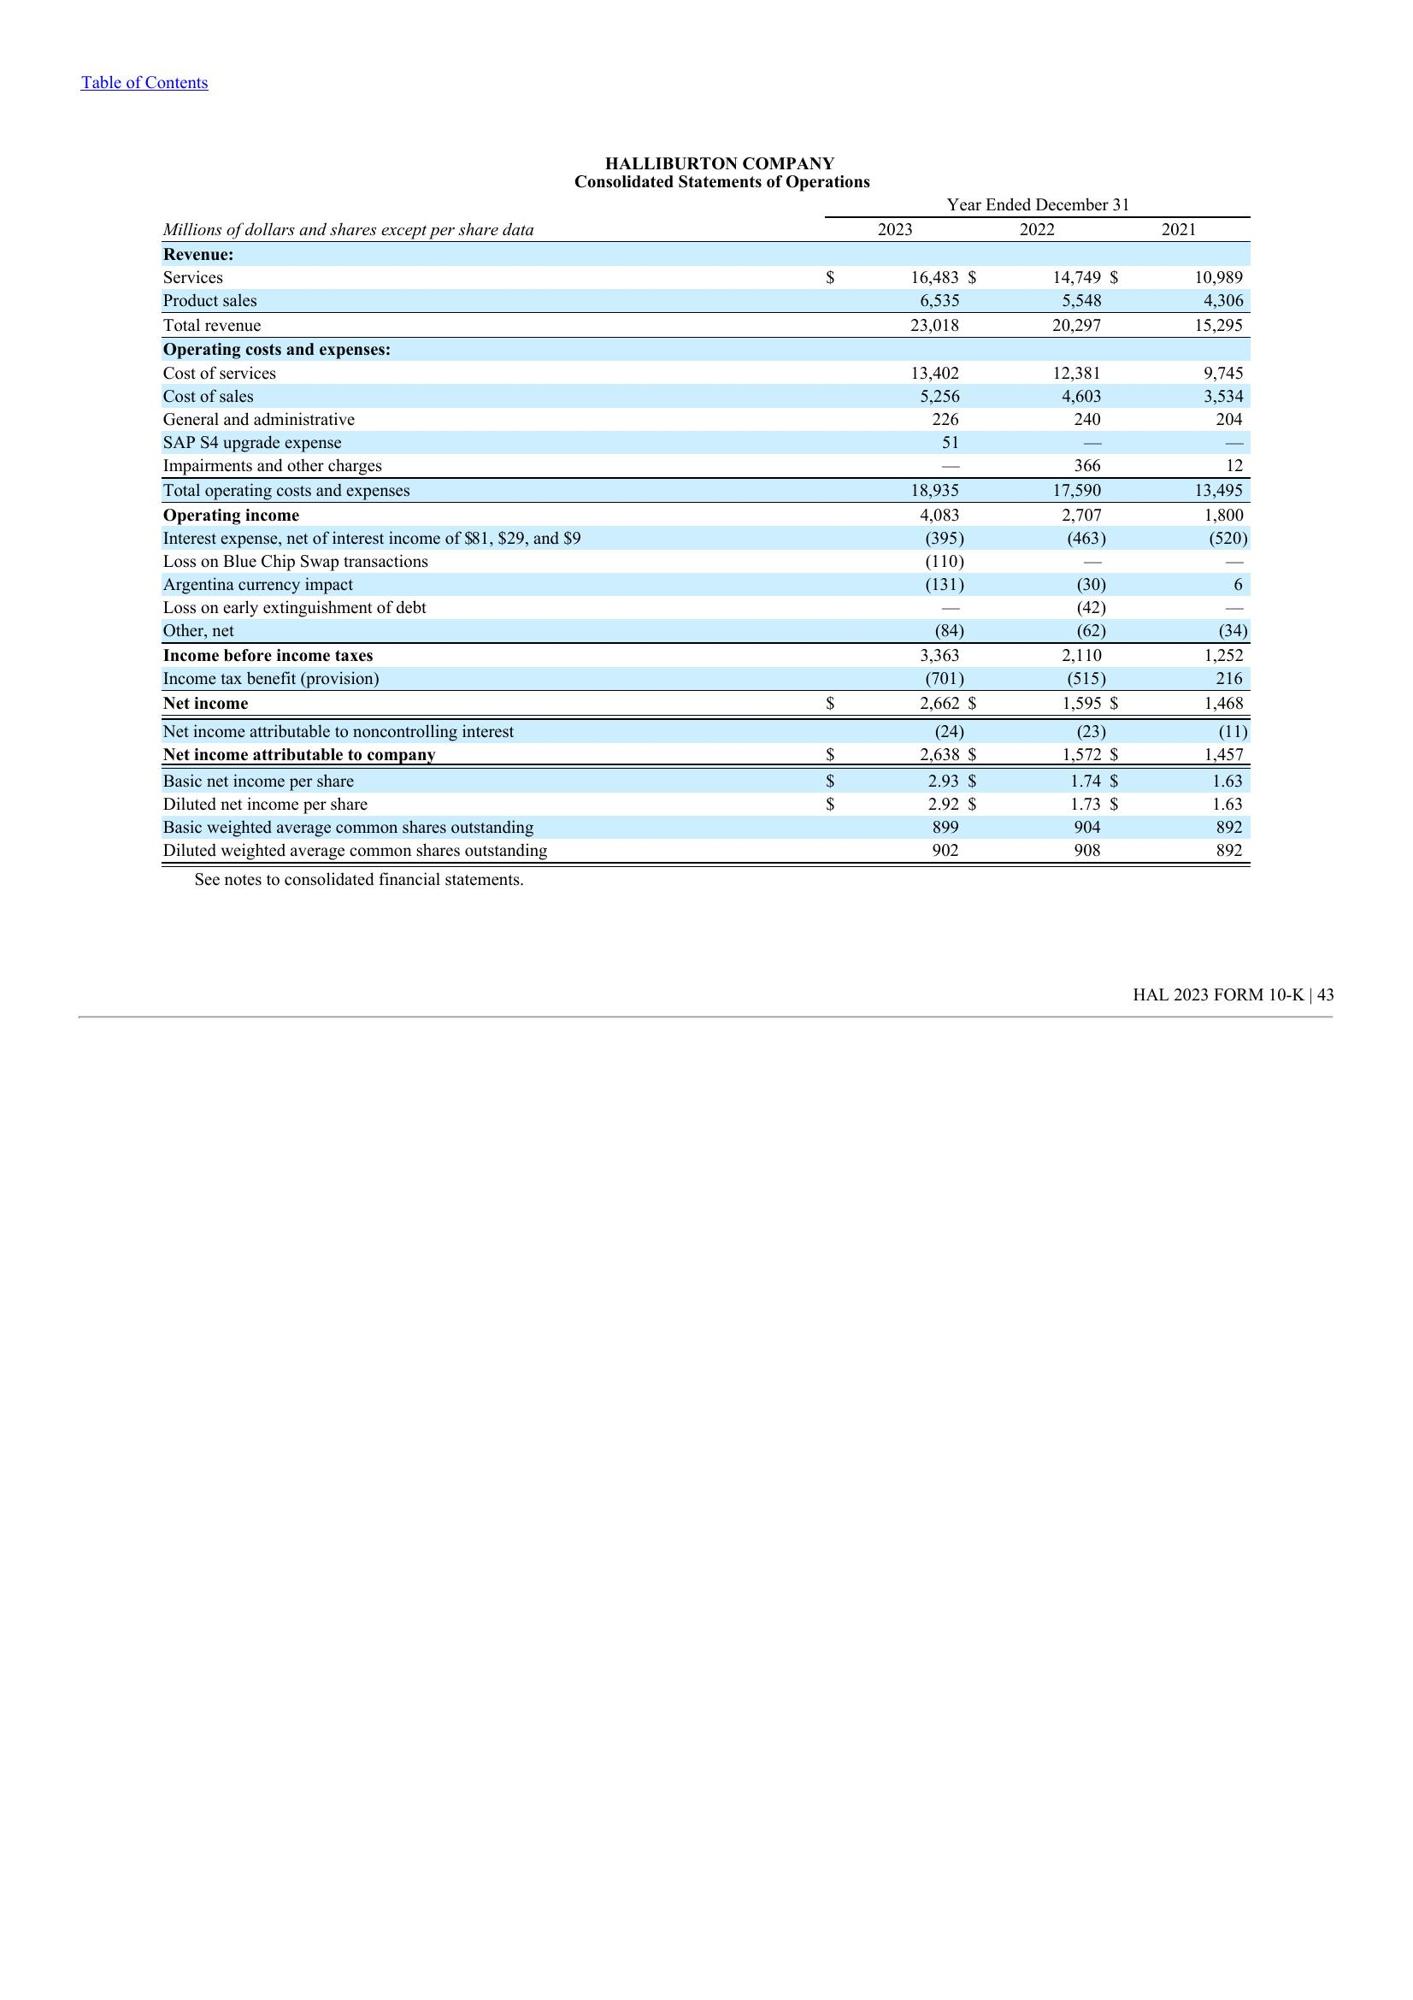 Table of Contents
HALLIBURTON COMPANY
Consolidated Statements of Operations
Year Ended December 31
Millions of dollars and shares except per share data 2023 2022 2021
Revenue:
Services $ 16,483 $ 14,749 $ 10,989
Product sales 6,535 5,548 4,306
Total revenue 23,018 20,297 15,295
Operating costs and expenses:
Cost of services 13,402 12,381 9,745
Cost of sales 5,256 4,603 3,534
General and administrative 226 240 204
SAP S4 upgrade expense 51 — —
Impairments and other charges — 366 12
Total operating costs and expenses 18,935 17,590 13,495
Operating income 4,083 2,707 1,800
Interest expense, net of interest income of $81, $29, and $9 (395) (463) (520)
Loss on Blue Chip Swap transactions (110) — —
Argentina currency impact (131) (30) 6
Loss on early extinguishment of debt — (42) —
Other, net (84) (62) (34)
Income before income taxes 3,363 2,110 1,252
Income tax benefit (provision) (701) (515) 216
Net income $ 2,662 $ 1,595 $ 1,468
Net income attributable to noncontrolling interest (24) (23) (11)
Net income attributable to company $ 2,638 $ 1,572 $ 1,457
Basic net income per share $ 2.93 $ 1.74 $ 1.63
Diluted net income per share $ 2.92 $ 1.73 $ 1.63
Basic weighted average common shares outstanding 899 904 892
Diluted weighted average common shares outstanding 902 908 892
See notes to consolidated financial statements.
HAL 2023 FORM 10-K | 43